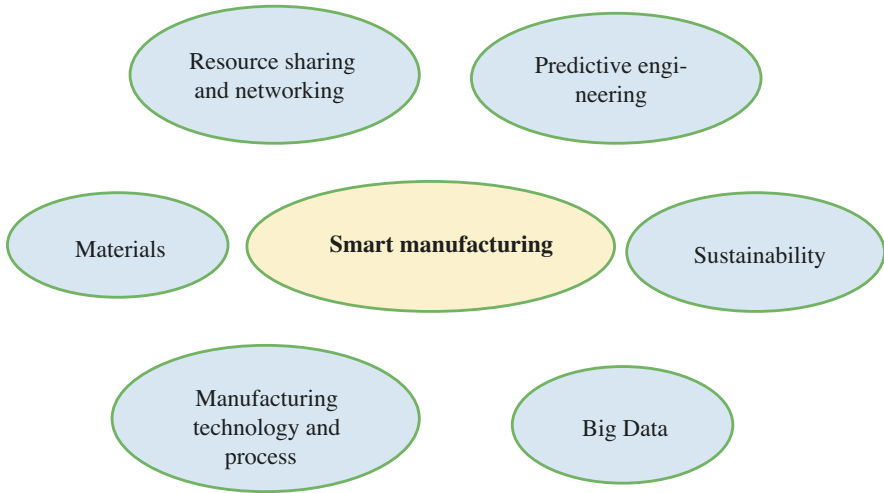 Resource sharing
and networking
Predictive engi-
neering
Materials
Smart manufacturing
Sustainability
Manufacturing
technology and
process
Big Data